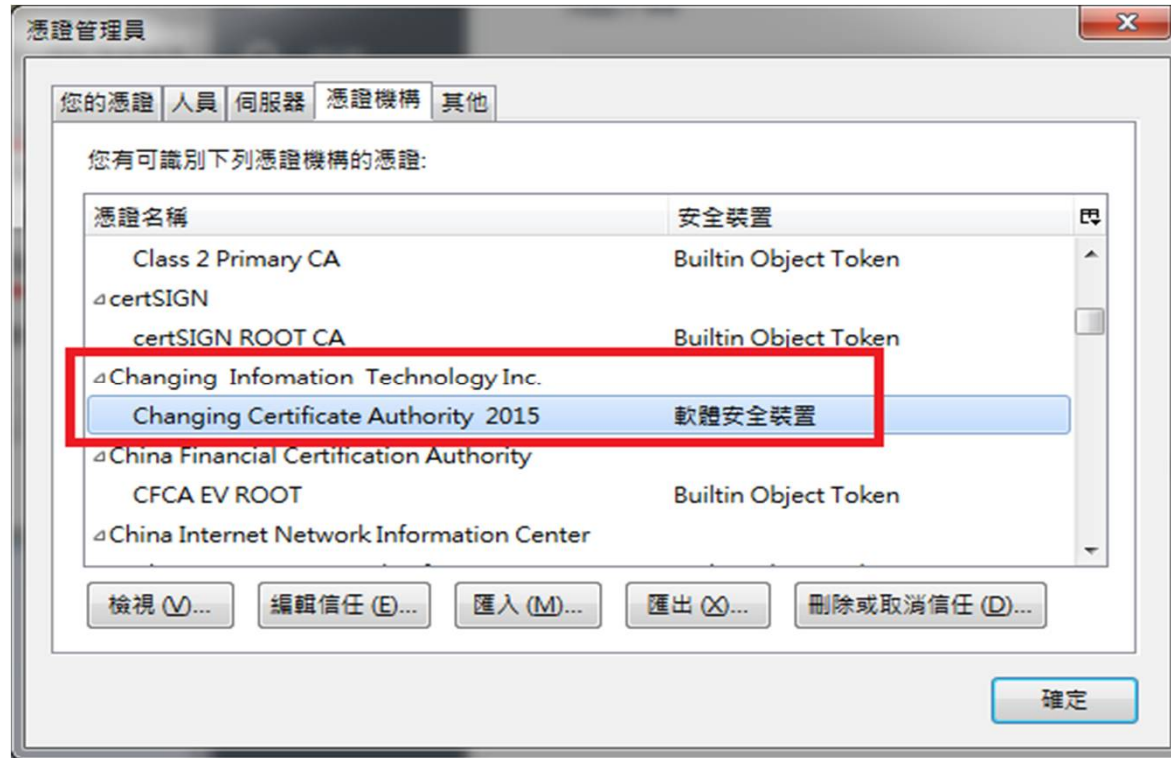 憑證管理員
您的憑證 人員 伺服器 憑證機構 其他
您有可識別下列憑證機構的憑證:
憑證名稱 安全裝置
Class 2 Primary CA Builtin Object Token
certSIGN
certSIGN ROOT CA Builtin Object Token
Changing Infomation Technology Inc.
Changing Certificate Authority 2015 軟體安全裝置
China Financial Certification Authority
CFCA EV ROOT Builtin Object Token
China Internet Network Information Center
檢視 (V)... 編輯信任 (E)... 匯入 (M)... 匯出 (X)... 刪除或取消信任 (D)...
確定